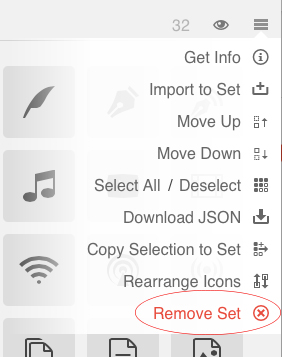 32
Get Info
Import to Set
Move Up
Move Down
Select All / Deselect
Download JSON
Copy Selection to Set
Rearrange Icons
Remove Set